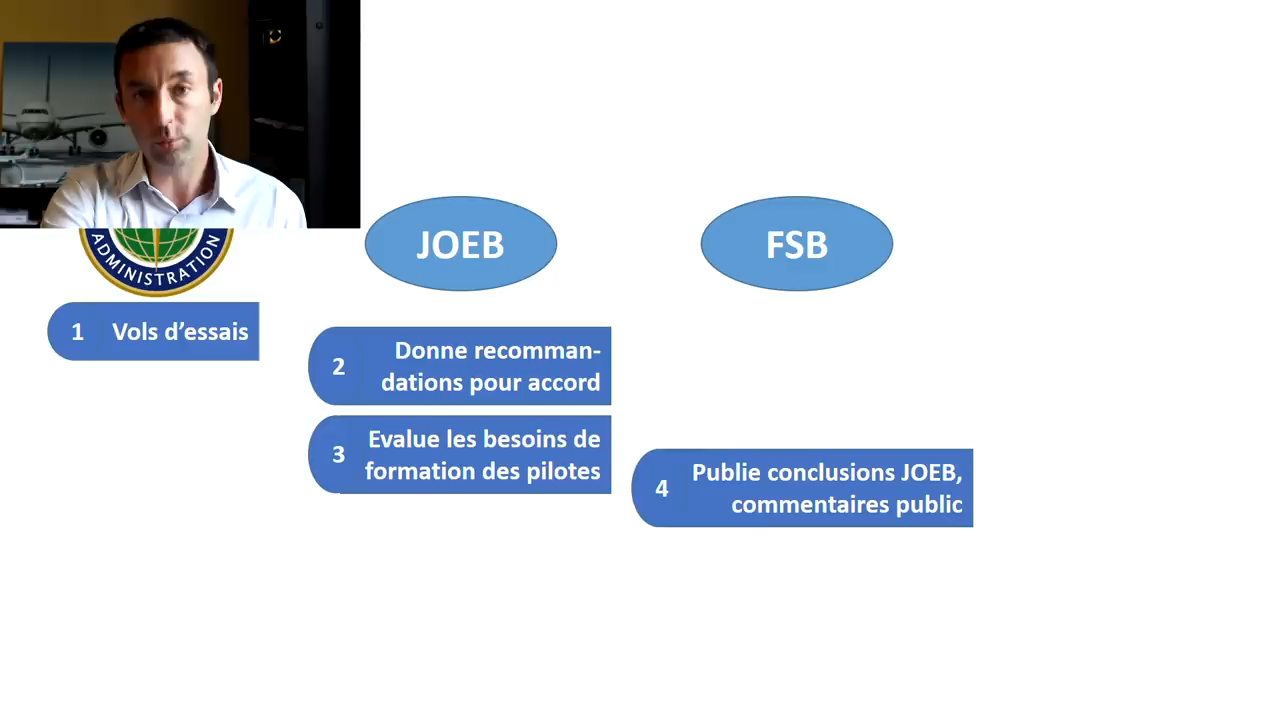 ADMINISTRATION
JOEB
FSB
1 Vols d’essais
2 Donne recomman-
dations pour accord
3 Evalue les besoins de
formation des pilotes
4 Publie conclusions JOEB,
commentaires public